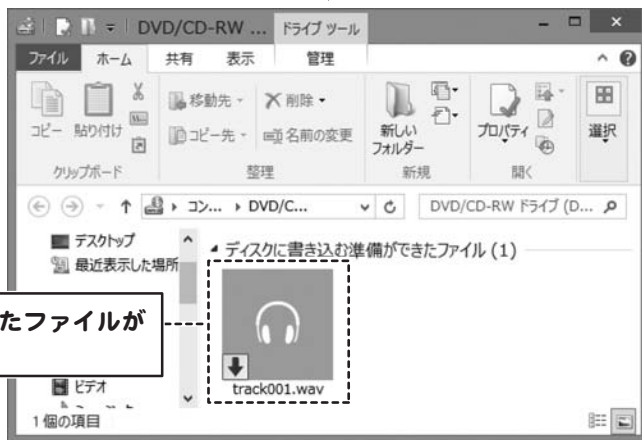 DVD/CD-RW ... ドライブ ツール
ファイル ホーム 共有 表示 管理
コピー 貼り付け 移動先 削除 新しいフォルダー プロパティ 選択
コピー先 名前の変更
クリップボード 整理 新規 開く
コン... DVD/C... DVD/CD-RW ドライブ (D...
デスクトップ
最近表示した場所
ディスクに書き込む準備ができたファイル (1)
たファイルが
track001.wav
ビデオ
1 個の項目